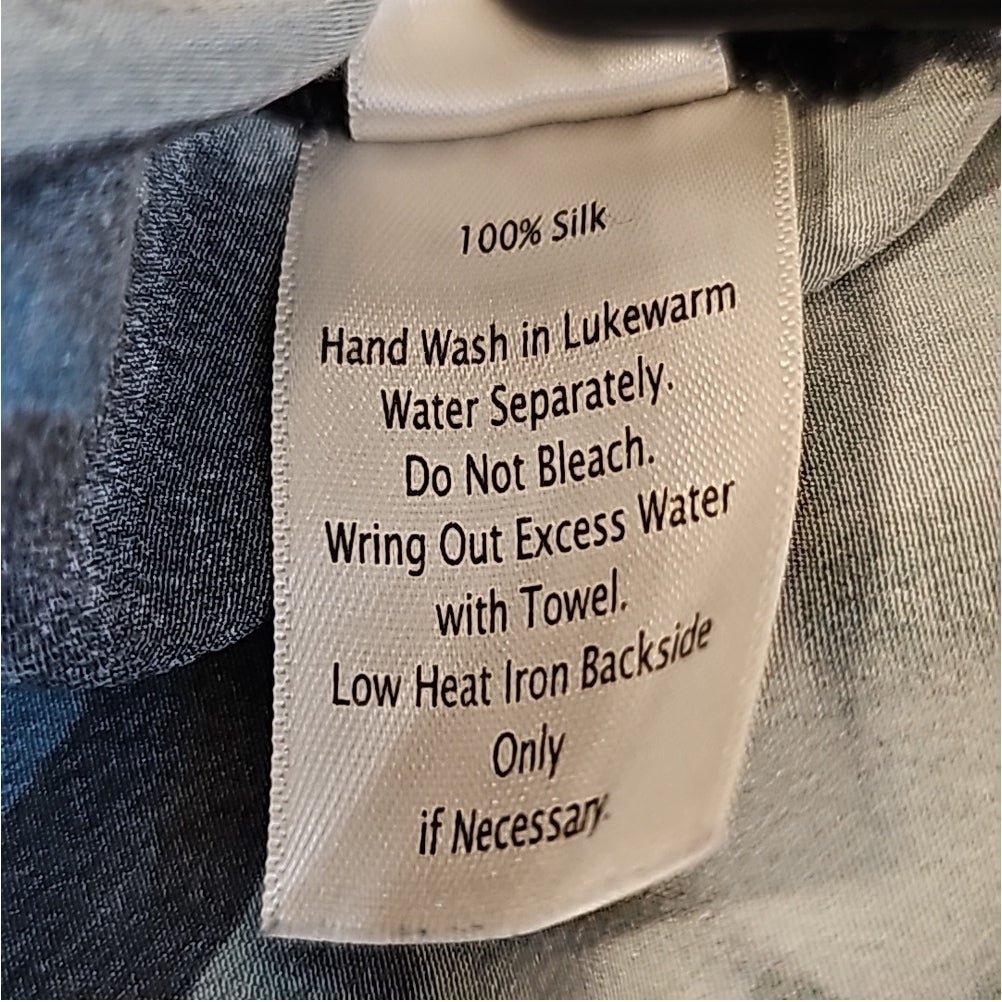 100% Silk
Hand Wash in Lukewarm
Water Separately.
Do Not Bleach.
Wring Out Excess Water
with Towel.
Low Heat Iron Backside
Only
if Necessary.